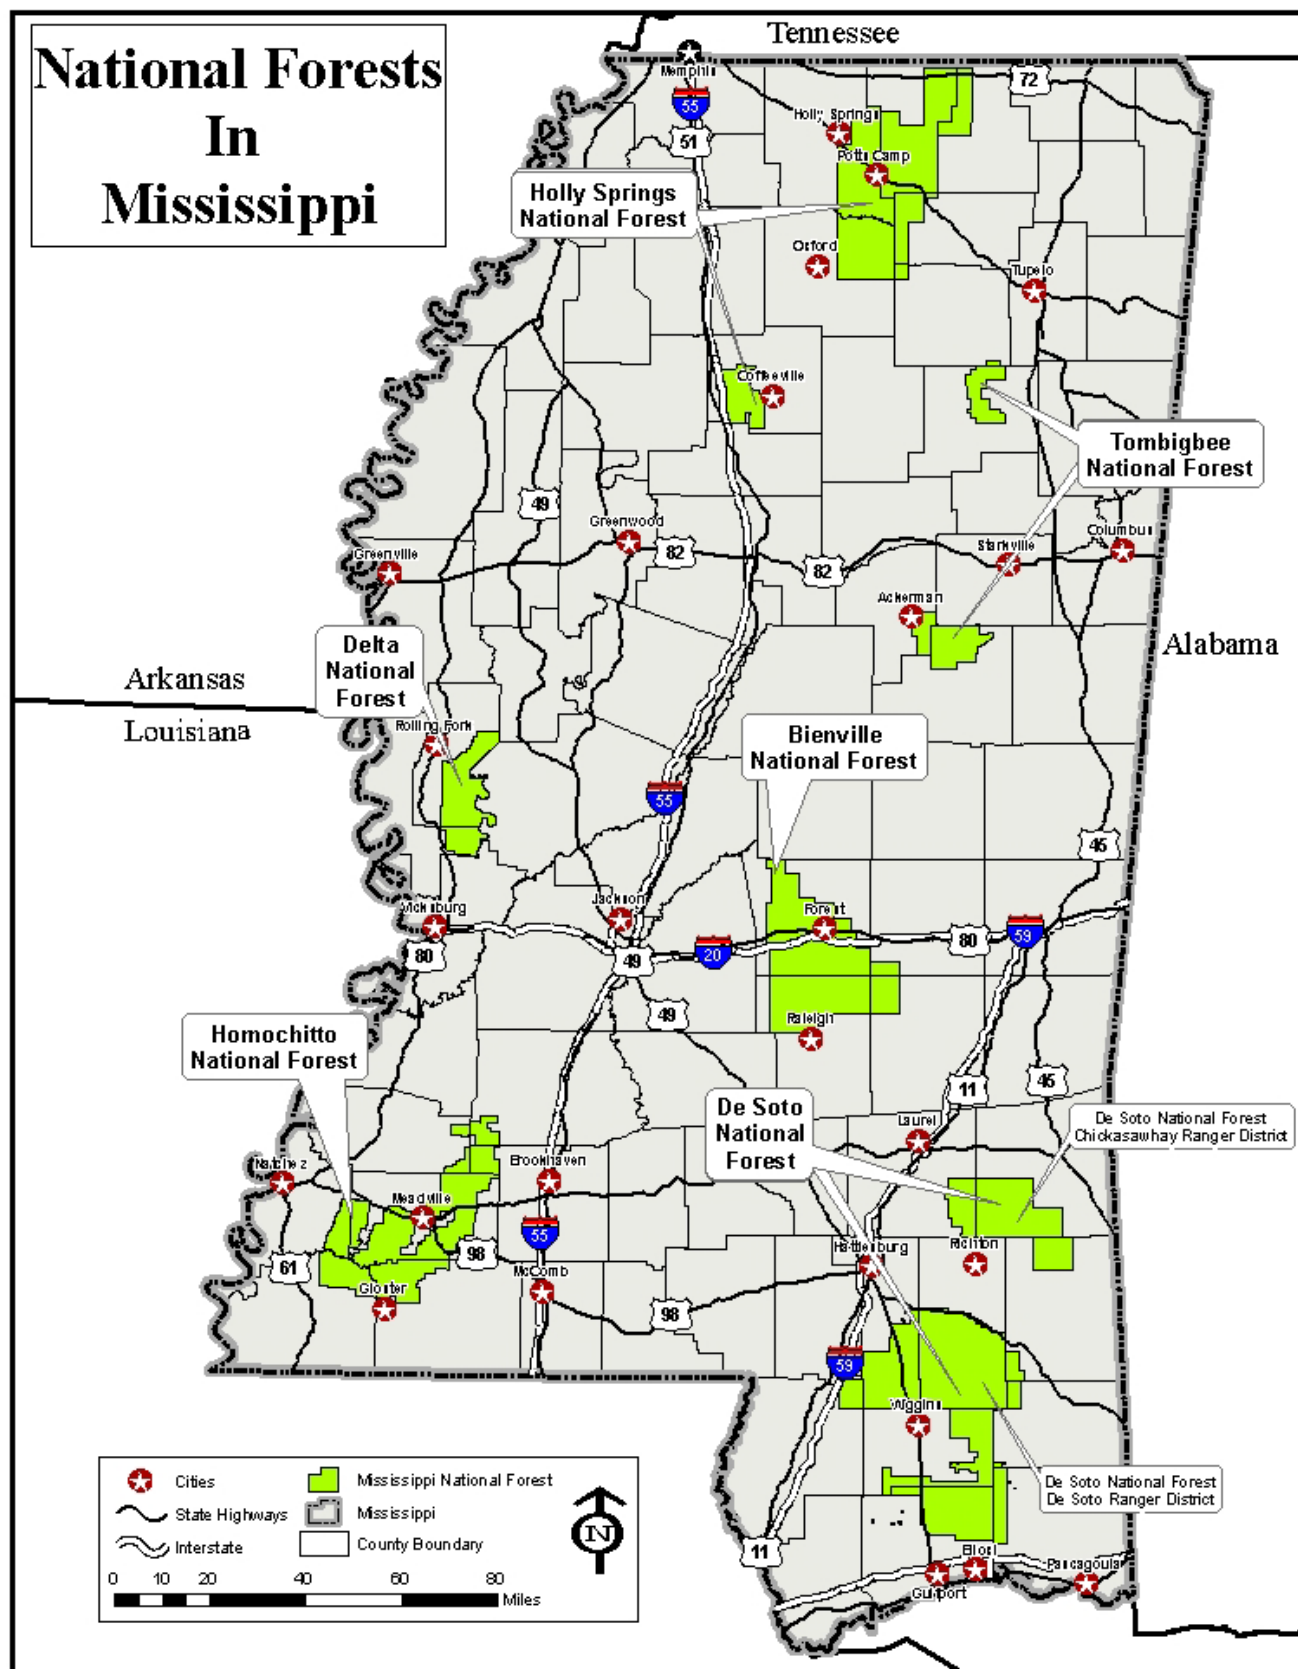 National Forests
In
Mississippi
Tennessee
Memphis
55
51
72
Holly Springs
Potts Camp
Holly Springs
National Forest
Oxford
Tupelo
Coffeeville
Tombigbee
National Forest
49
Greenwood
Greenville
82
82
Starkville
Columbus
Ackerman
Delta
National
Forest
Alabama
Arkansas
Louisiana
Rolling Fork
Bienville
National Forest
55
45
Vicksburg
Jackson
Forest
80
49
20
80
59
49
Raleigh
Homochitto
National Forest
11
45
De Soto
National
Forest
Laurel
De Soto National Forest
Chickasawhay Ranger District
Natchez
Brookhaven
Meadville
61
98
55
Hattiesburg
Richton
McComb
Gloster
98
59
Wiggins
De Soto National Forest
De Soto Ranger District
11
Biloxi
Pascagoula
Gulfport
Cities
Mississippi National Forest
State Highways
Mississippi
Interstate
County Boundary
N
0 10 20 40 60 80
Miles